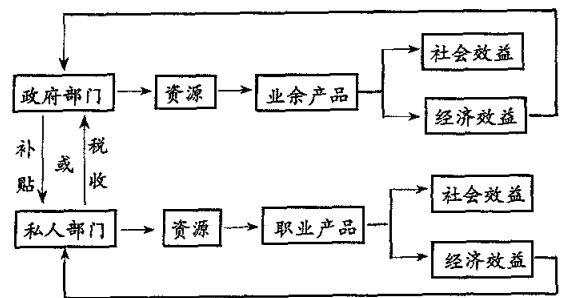 社会效益
政府部门
资源
业余产品
经济效益
补贴
或
税收
社会效益
私人部门
资源
职业产品
经济效益